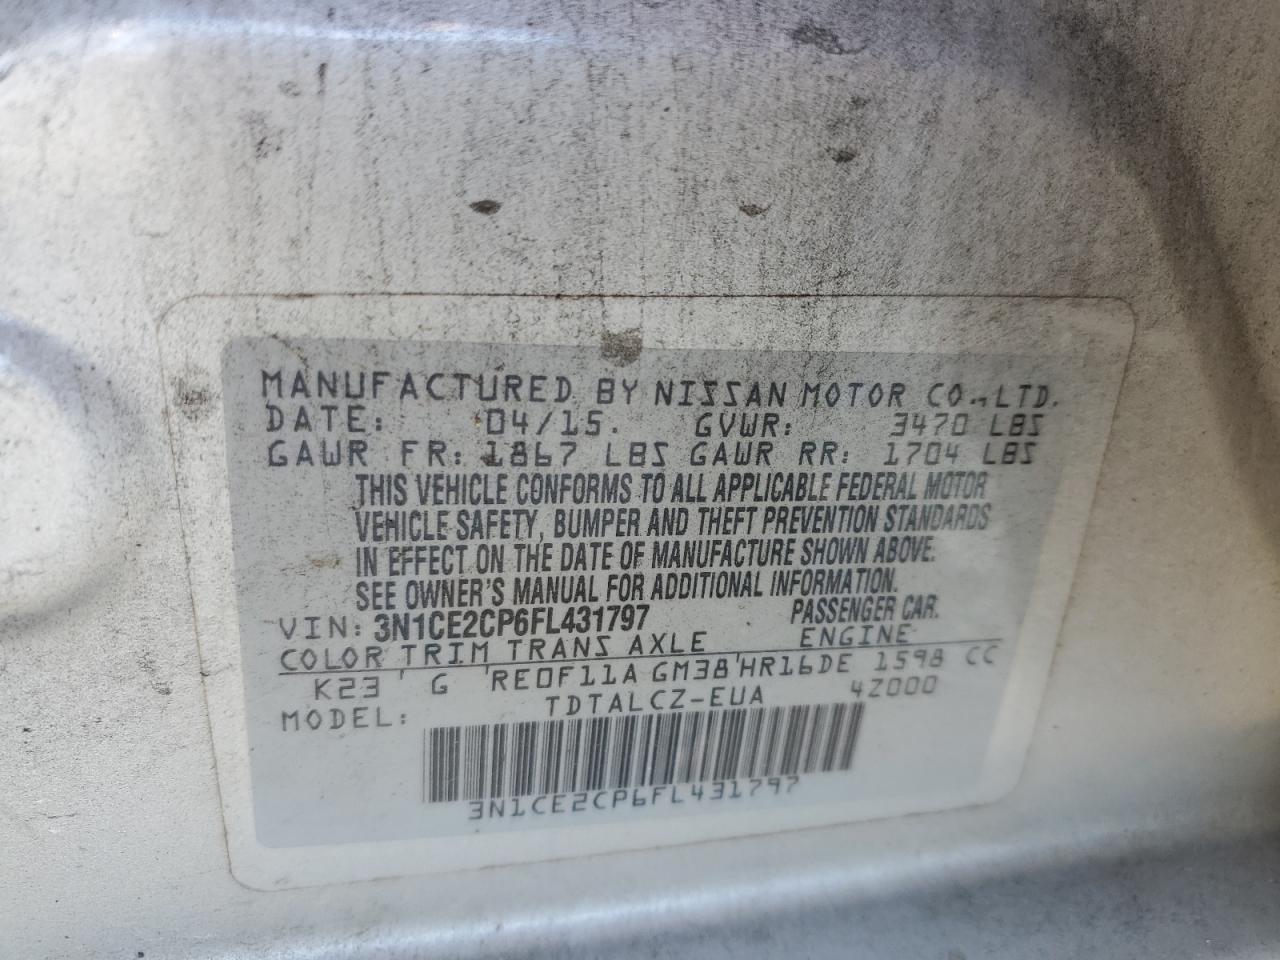 MANUFACTURED BY NISSAN MOTOR CO., LTD.
DATE: 04/15. GVWR: 3470 LBS
GAWR FR: 1867 LBS GAWR RR: 1704 LBS
THIS VEHICLE CONFORMS TO ALL APPLICABLE FEDERAL MOTOR
VEHICLE SAFETY, BUMPER AND THEFT PREVENTION STANDARDS
IN EFFECT ON THE DATE OF MANUFACTURE SHOWN ABOVE.
SEE OWNER'S MANUAL FOR ADDITIONAL INFORMATION.
VIN: 3N1CE2CP6FL431797 PASSENGER CAR.
COLOR TRIM TRANS AXLE ENGINE
K23 G RE0F11A GM38 HR16DE 1598 CC
MODEL: TDTALCZ-EUA 4Z000
3N1CE2CP6FL431797